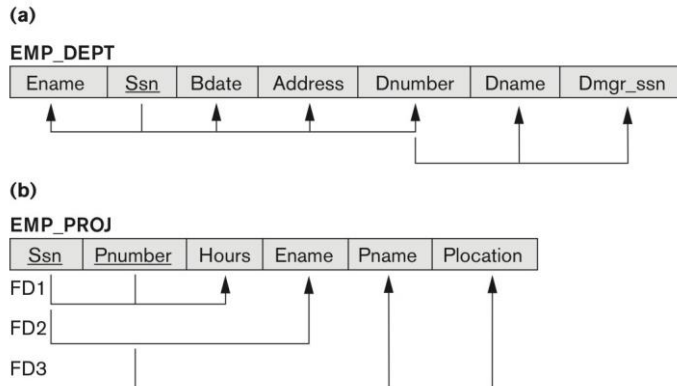 (a)
EMP_DEPT
Ename Ssn Bdate Address Dnumber Dname Dmgr_ssn
(b)
EMP_PROJ
Ssn Pnumber Hours Ename Pname Plocation
FD1
FD2
FD3